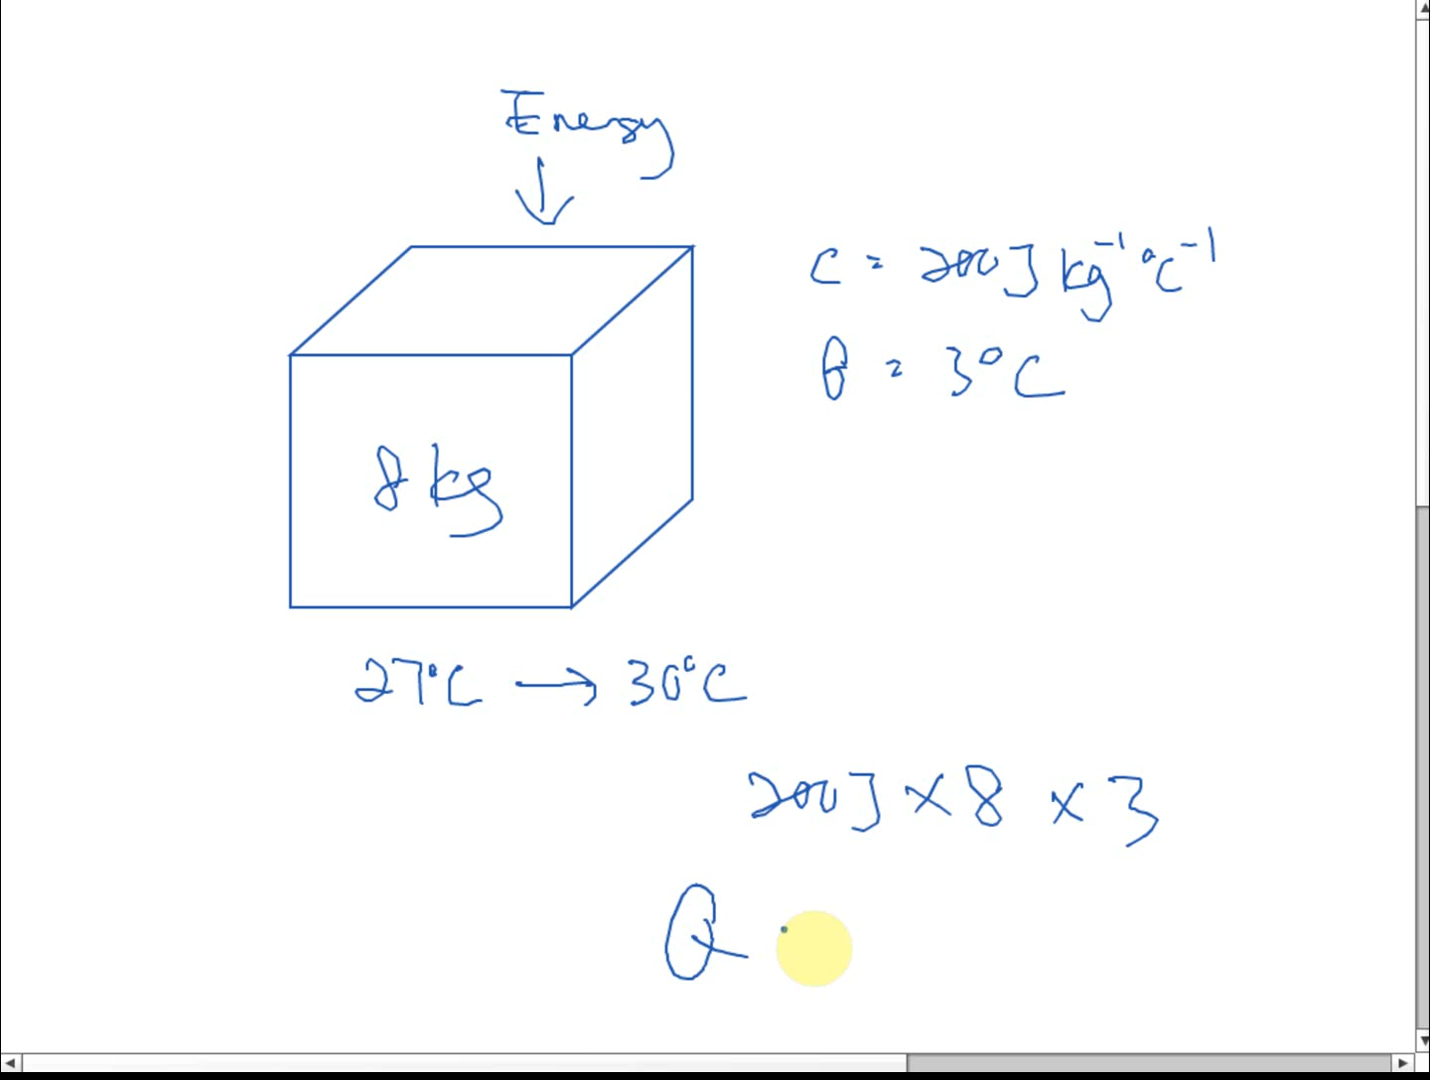 Energy
c = 200 J kg⁻¹ °C⁻¹
θ = 3°C
8 kg
27°C → 30°C
200 J × 8 × 3
Q